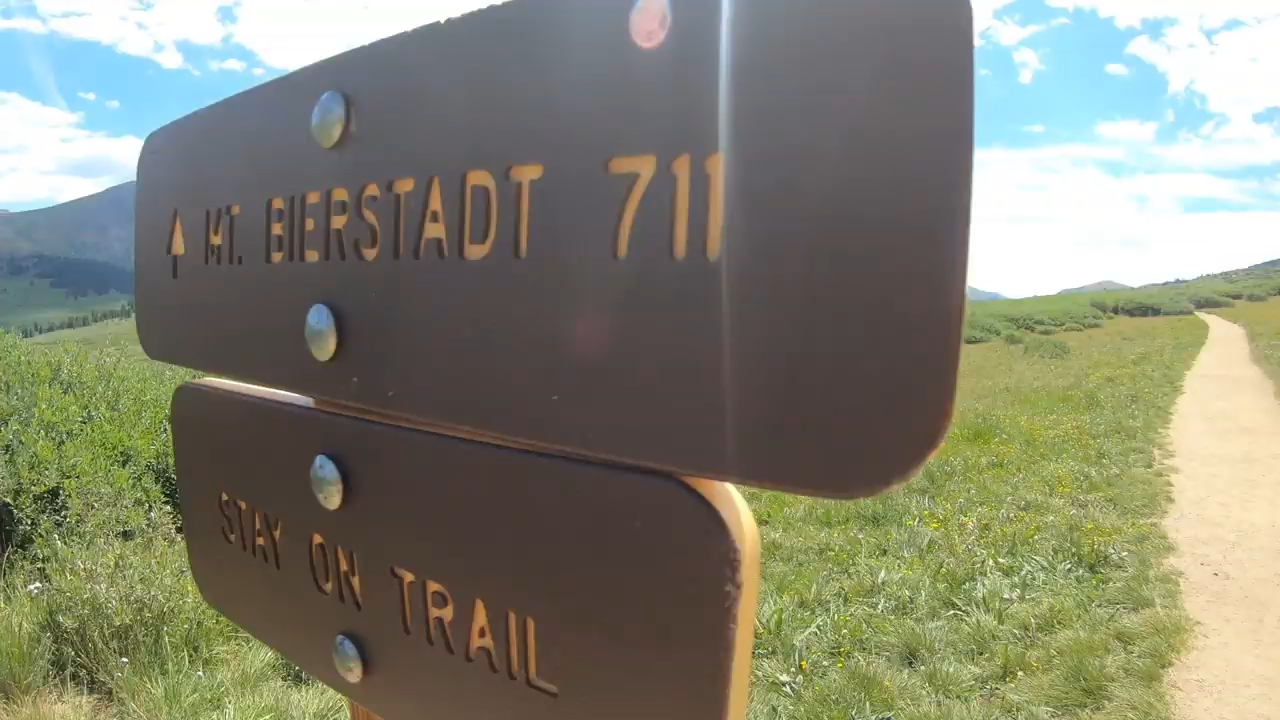 ↑ MT. BIERSTADT 711
STAY ON TRAIL